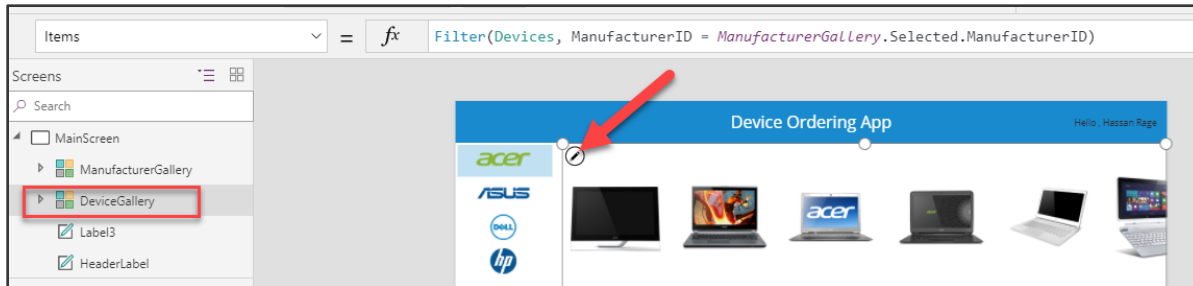 Items = fx Filter(Devices, ManufacturerID = ManufacturerGallery.Selected.ManufacturerID)
Screens
Search
MainScreen
ManufacturerGallery
DeviceGallery
Label3
HeaderLabel
Device Ordering App
Hello , Hassan Rage
acer
ASUS
DELL
hp
acer